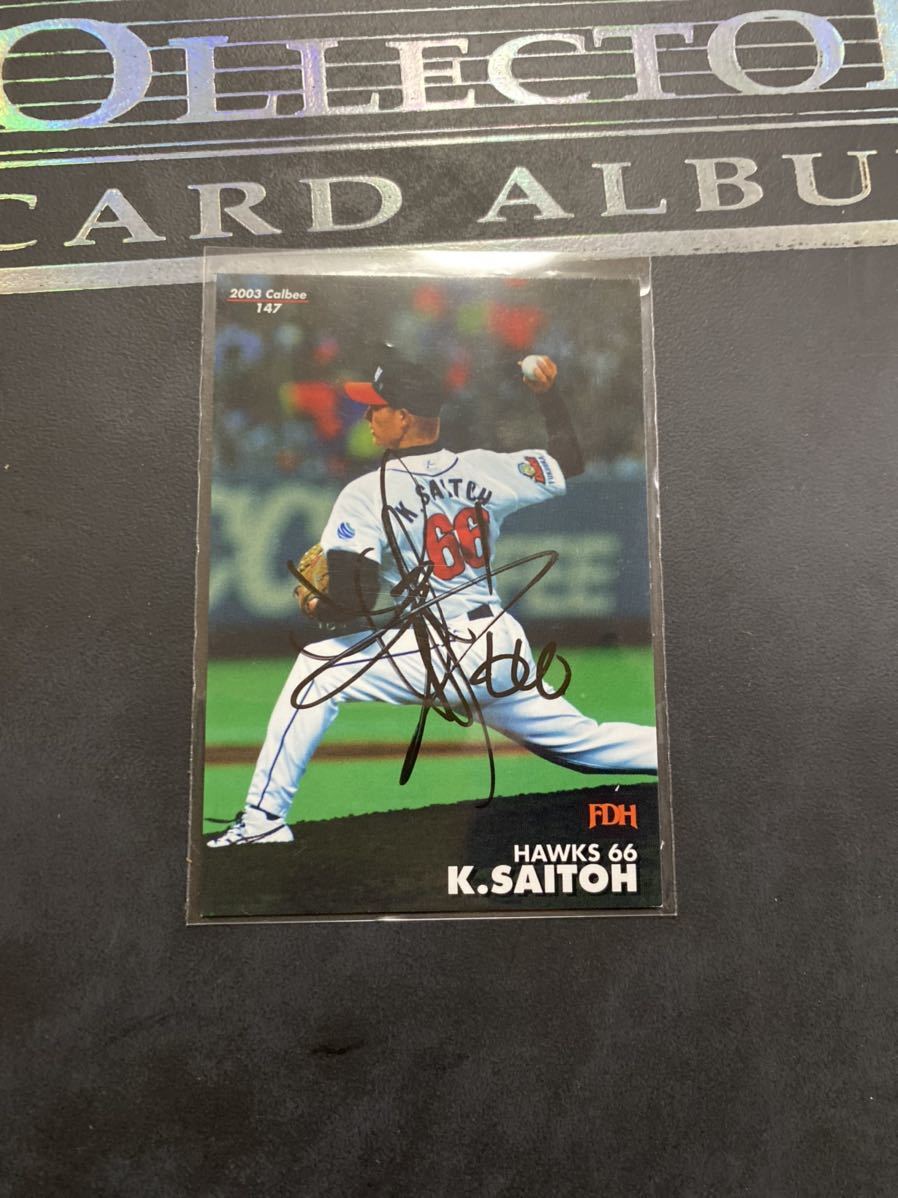 OLLECTO
CARD ALBU
2003 Calbee
147
K SAITOH
66
FDH
HAWKS 66
K.SAITOH